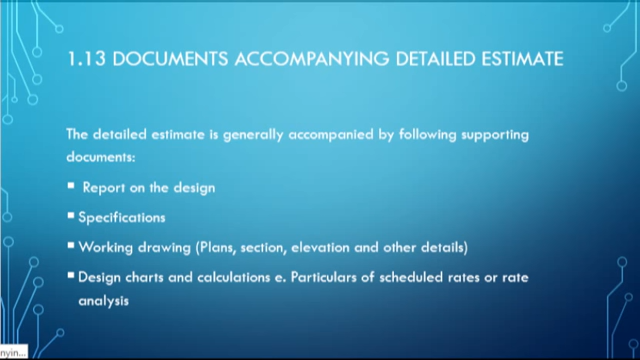 1.13 DOCUMENTS ACCOMPANYING DETAILED ESTIMATE
The detailed estimate is generally accompanied by following supporting
documents:
▪ Report on the design
▪ Specifications
▪ Working drawing (Plans, section, elevation and other details)
▪ Design charts and calculations e. Particulars of scheduled rates or rate
analysis
nyin...